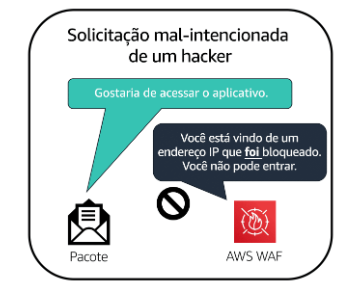 Solicitação mal-intencionada
de um hacker
Gostaria de acessar o aplicativo.
Você está vindo de um
endereço IP que foi bloqueado.
Você não pode entrar.
Pacote
AWS WAF